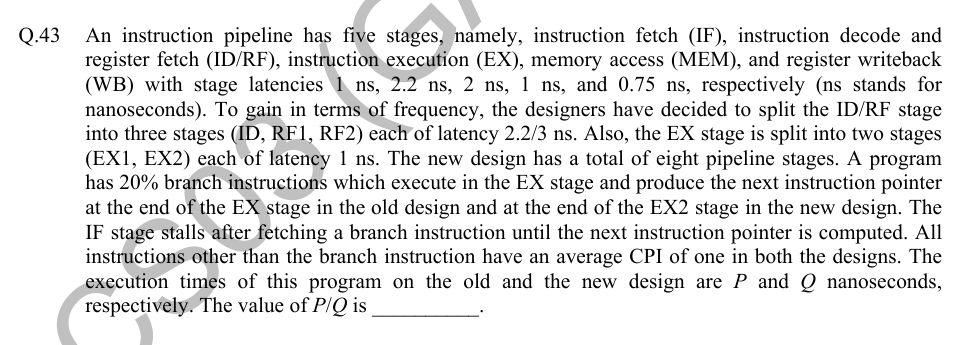 Q.43 An instruction pipeline has five stages, namely, instruction fetch (IF), instruction decode and
register fetch (ID/RF), instruction execution (EX), memory access (MEM), and register writeback
(WB) with stage latencies 1 ns, 2.2 ns, 2 ns, 1 ns, and 0.75 ns, respectively (ns stands for
nanoseconds). To gain in terms of frequency, the designers have decided to split the ID/RF stage
into three stages (ID, RF1, RF2) each of latency 2.2/3 ns. Also, the EX stage is split into two stages
(EX1, EX2) each of latency 1 ns. The new design has a total of eight pipeline stages. A program
has 20% branch instructions which execute in the EX stage and produce the next instruction pointer
at the end of the EX stage in the old design and at the end of the EX2 stage in the new design. The
IF stage stalls after fetching a branch instruction until the next instruction pointer is computed. All
instructions other than the branch instruction have an average CPI of one in both the designs. The
execution times of this program on the old and the new design are P and Q nanoseconds,
respectively. The value of P/Q is __________.
CS03 (GA